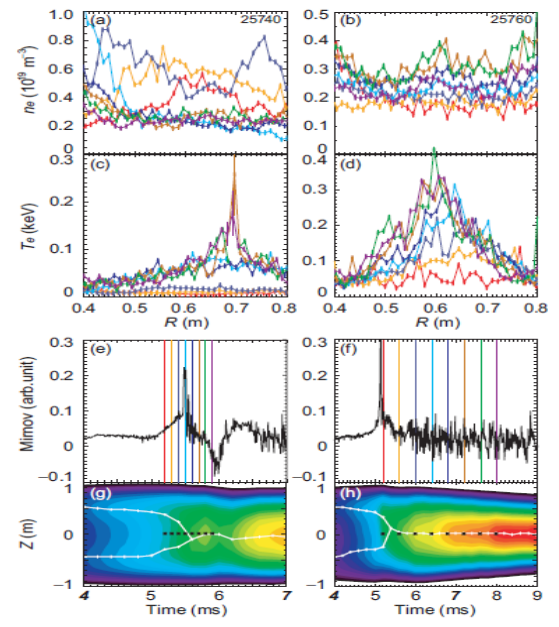 (a) 25740
(b) 25760
1.0
0.8
0.6
0.4
0.2
0.0
nₑ (10¹⁹ m⁻³)
0.5
0.4
0.3
0.2
0.1
0.0
(c)
(d)
0.3
0.2
0.1
0
Tₑ (keV)
0.4
0.3
0.2
0.1
0
0.4 0.5 0.6 0.7 0.8
R (m)
0.4 0.5 0.6 0.7 0.8
R (m)
(e)
(f)
0.3
0.2
0.1
0
−0.1
Mirnov (arb.unit)
0.3
0.2
0.1
0
−0.1
(g)
(h)
1
0
−1
Z (m)
1
0
−1
4 5 6 7
Time (ms)
4 5 6 7 8 9
Time (ms)